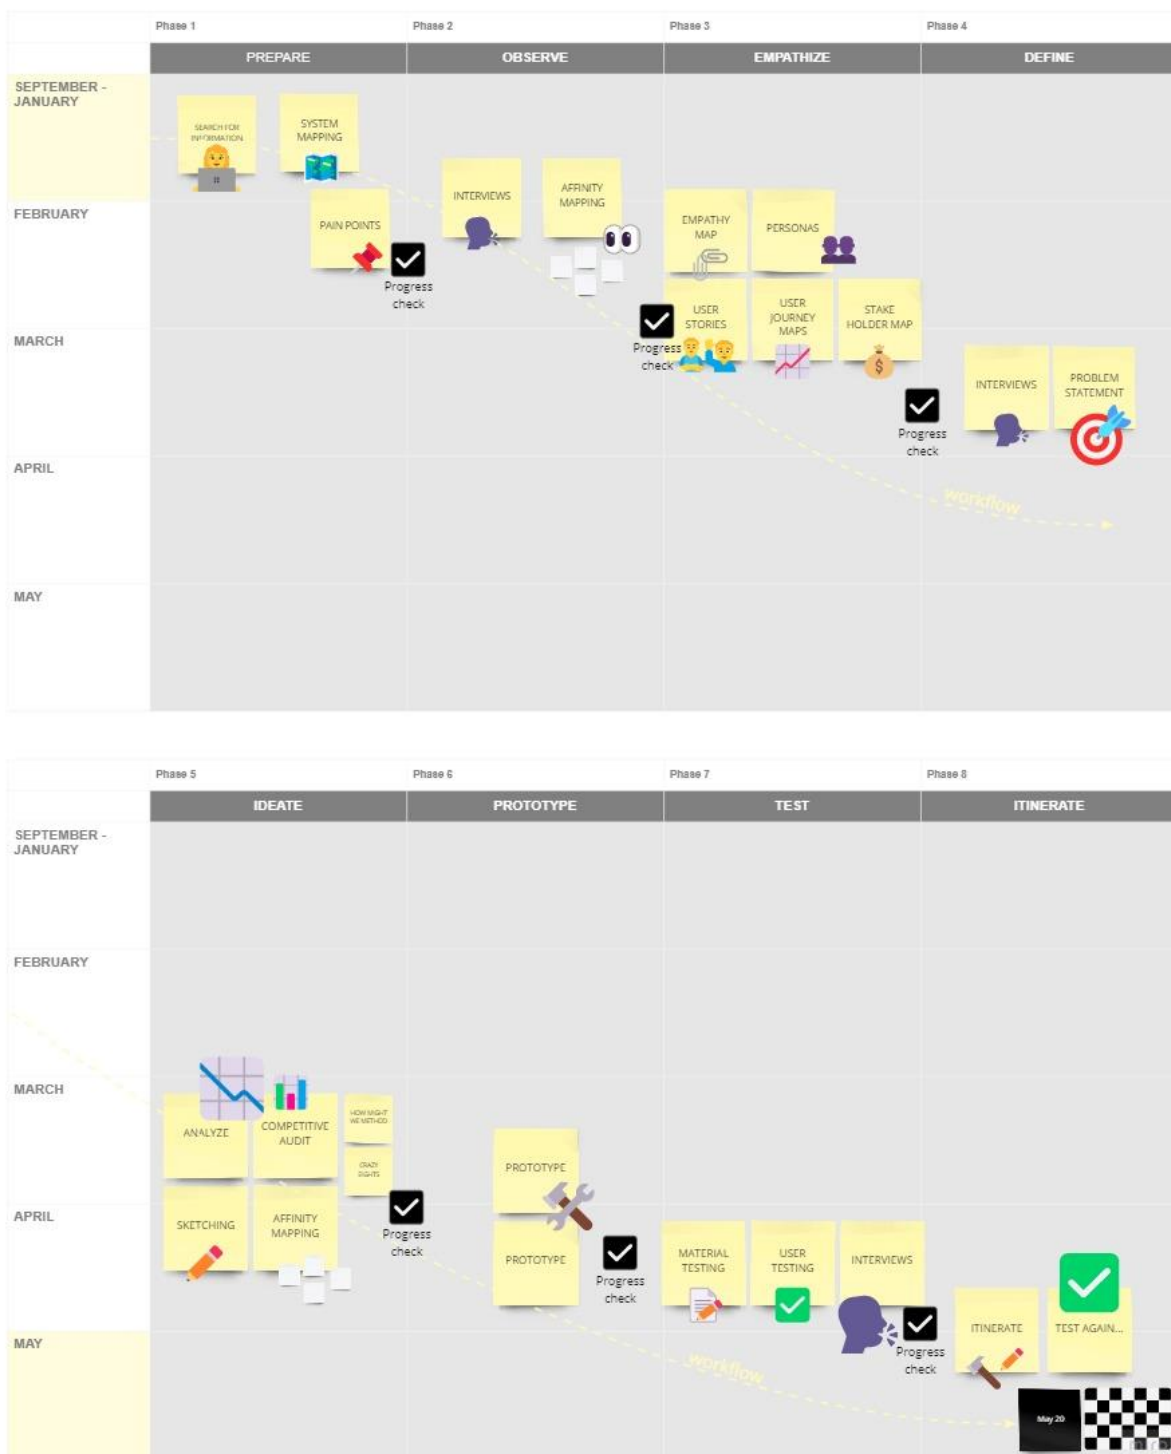 Phase 1
Phase 2
Phase 3
Phase 4
PREPARE
OBSERVE
EMPATHIZE
DEFINE
SEPTEMBER -
JANUARY
SEARCH FOR
INFORMATION
SYSTEM
MAPPING
INTERVIEWS
AFFINITY
MAPPING
FEBRUARY
PAIN POINTS
EMPATHY
MAP
PERSONAS
Progress
check
USER
STORIES
USER
JOURNEY
MAPS
STAKE
HOLDER MAP
MARCH
Progress
check
INTERVIEWS
PROBLEM
STATEMENT
Progress
check
APRIL
workflow
MAY
Phase 5
Phase 6
Phase 7
Phase 8
IDEATE
PROTOTYPE
TEST
ITINERATE
SEPTEMBER -
JANUARY
FEBRUARY
MARCH
ANALYZE
COMPETITIVE
AUDIT
HOW MIGHT
WE METHOD
CRAZY
EIGHTS
PROTOTYPE
APRIL
SKETCHING
AFFINITY
MAPPING
Progress
check
PROTOTYPE
Progress
check
MATERIAL
TESTING
USER
TESTING
INTERVIEWS
MAY
ITINERATE
TEST AGAIN...
Progress
check
workflow
May 20
miro